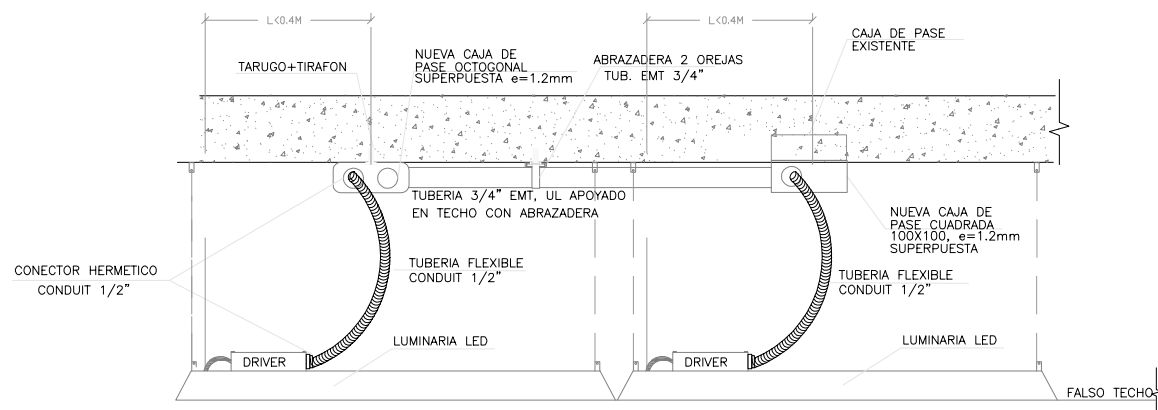 L<0.4M
L<0.4M
CAJA DE PASE
EXISTENTE
NUEVA CAJA DE
PASE OCTOGONAL
SUPERPUESTA e=1.2mm
ABRAZADERA 2 OREJAS
TUB. EMT 3/4"
TARUGO+TIRAFON
TUBERIA 3/4" EMT, UL APOYADO
EN TECHO CON ABRAZADERA
NUEVA CAJA DE
PASE CUADRADA
100X100, e=1.2mm
SUPERPUESTA
CONECTOR HERMETICO
CONDUIT 1/2"
TUBERIA FLEXIBLE
CONDUIT 1/2"
TUBERIA FLEXIBLE
CONDUIT 1/2"
LUMINARIA LED
LUMINARIA LED
DRIVER
DRIVER
FALSO TECHO